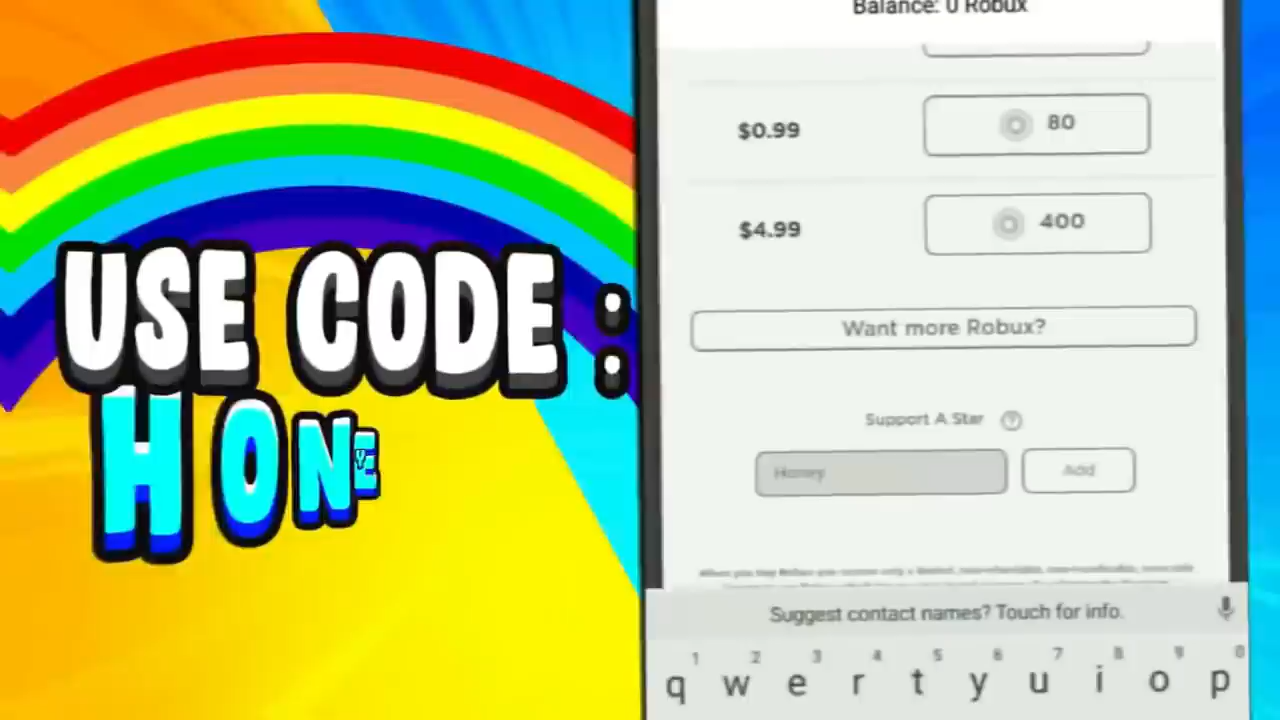 USE CODE :
HONEY
Balance: 0 Robux
$0.99
80
$4.99
400
Want more Robux?
Support A Star ?
Honey
Add
Suggest contact names? Touch for info.
1 2 3 4 5 6 7 8 9 0
q w e r t y u i o p